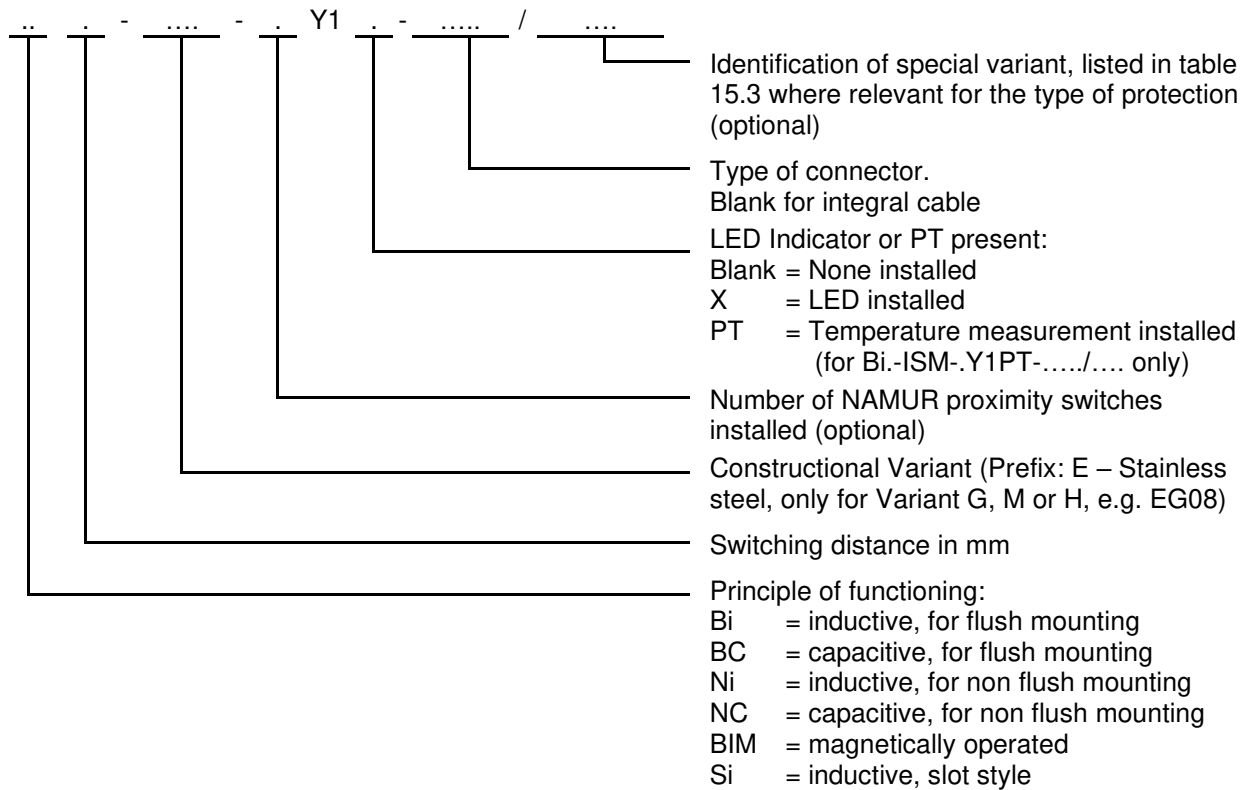 .. . - …. - . Y1 . - ….. / ….
Identification of special variant, listed in table
15.3 where relevant for the type of protection
(optional)
Type of connector.
Blank for integral cable
LED Indicator or PT present:
Blank = None installed
X = LED installed
PT = Temperature measurement installed
(for Bi.-ISM-.Y1PT-…../…. only)
Number of NAMUR proximity switches
installed (optional)
Constructional Variant (Prefix: E – Stainless
steel, only for Variant G, M or H, e.g. EG08)
Switching distance in mm
Principle of functioning:
Bi = inductive, for flush mounting
BC = capacitive, for flush mounting
Ni = inductive, for non flush mounting
NC = capacitive, for non flush mounting
BIM = magnetically operated
Si = inductive, slot style